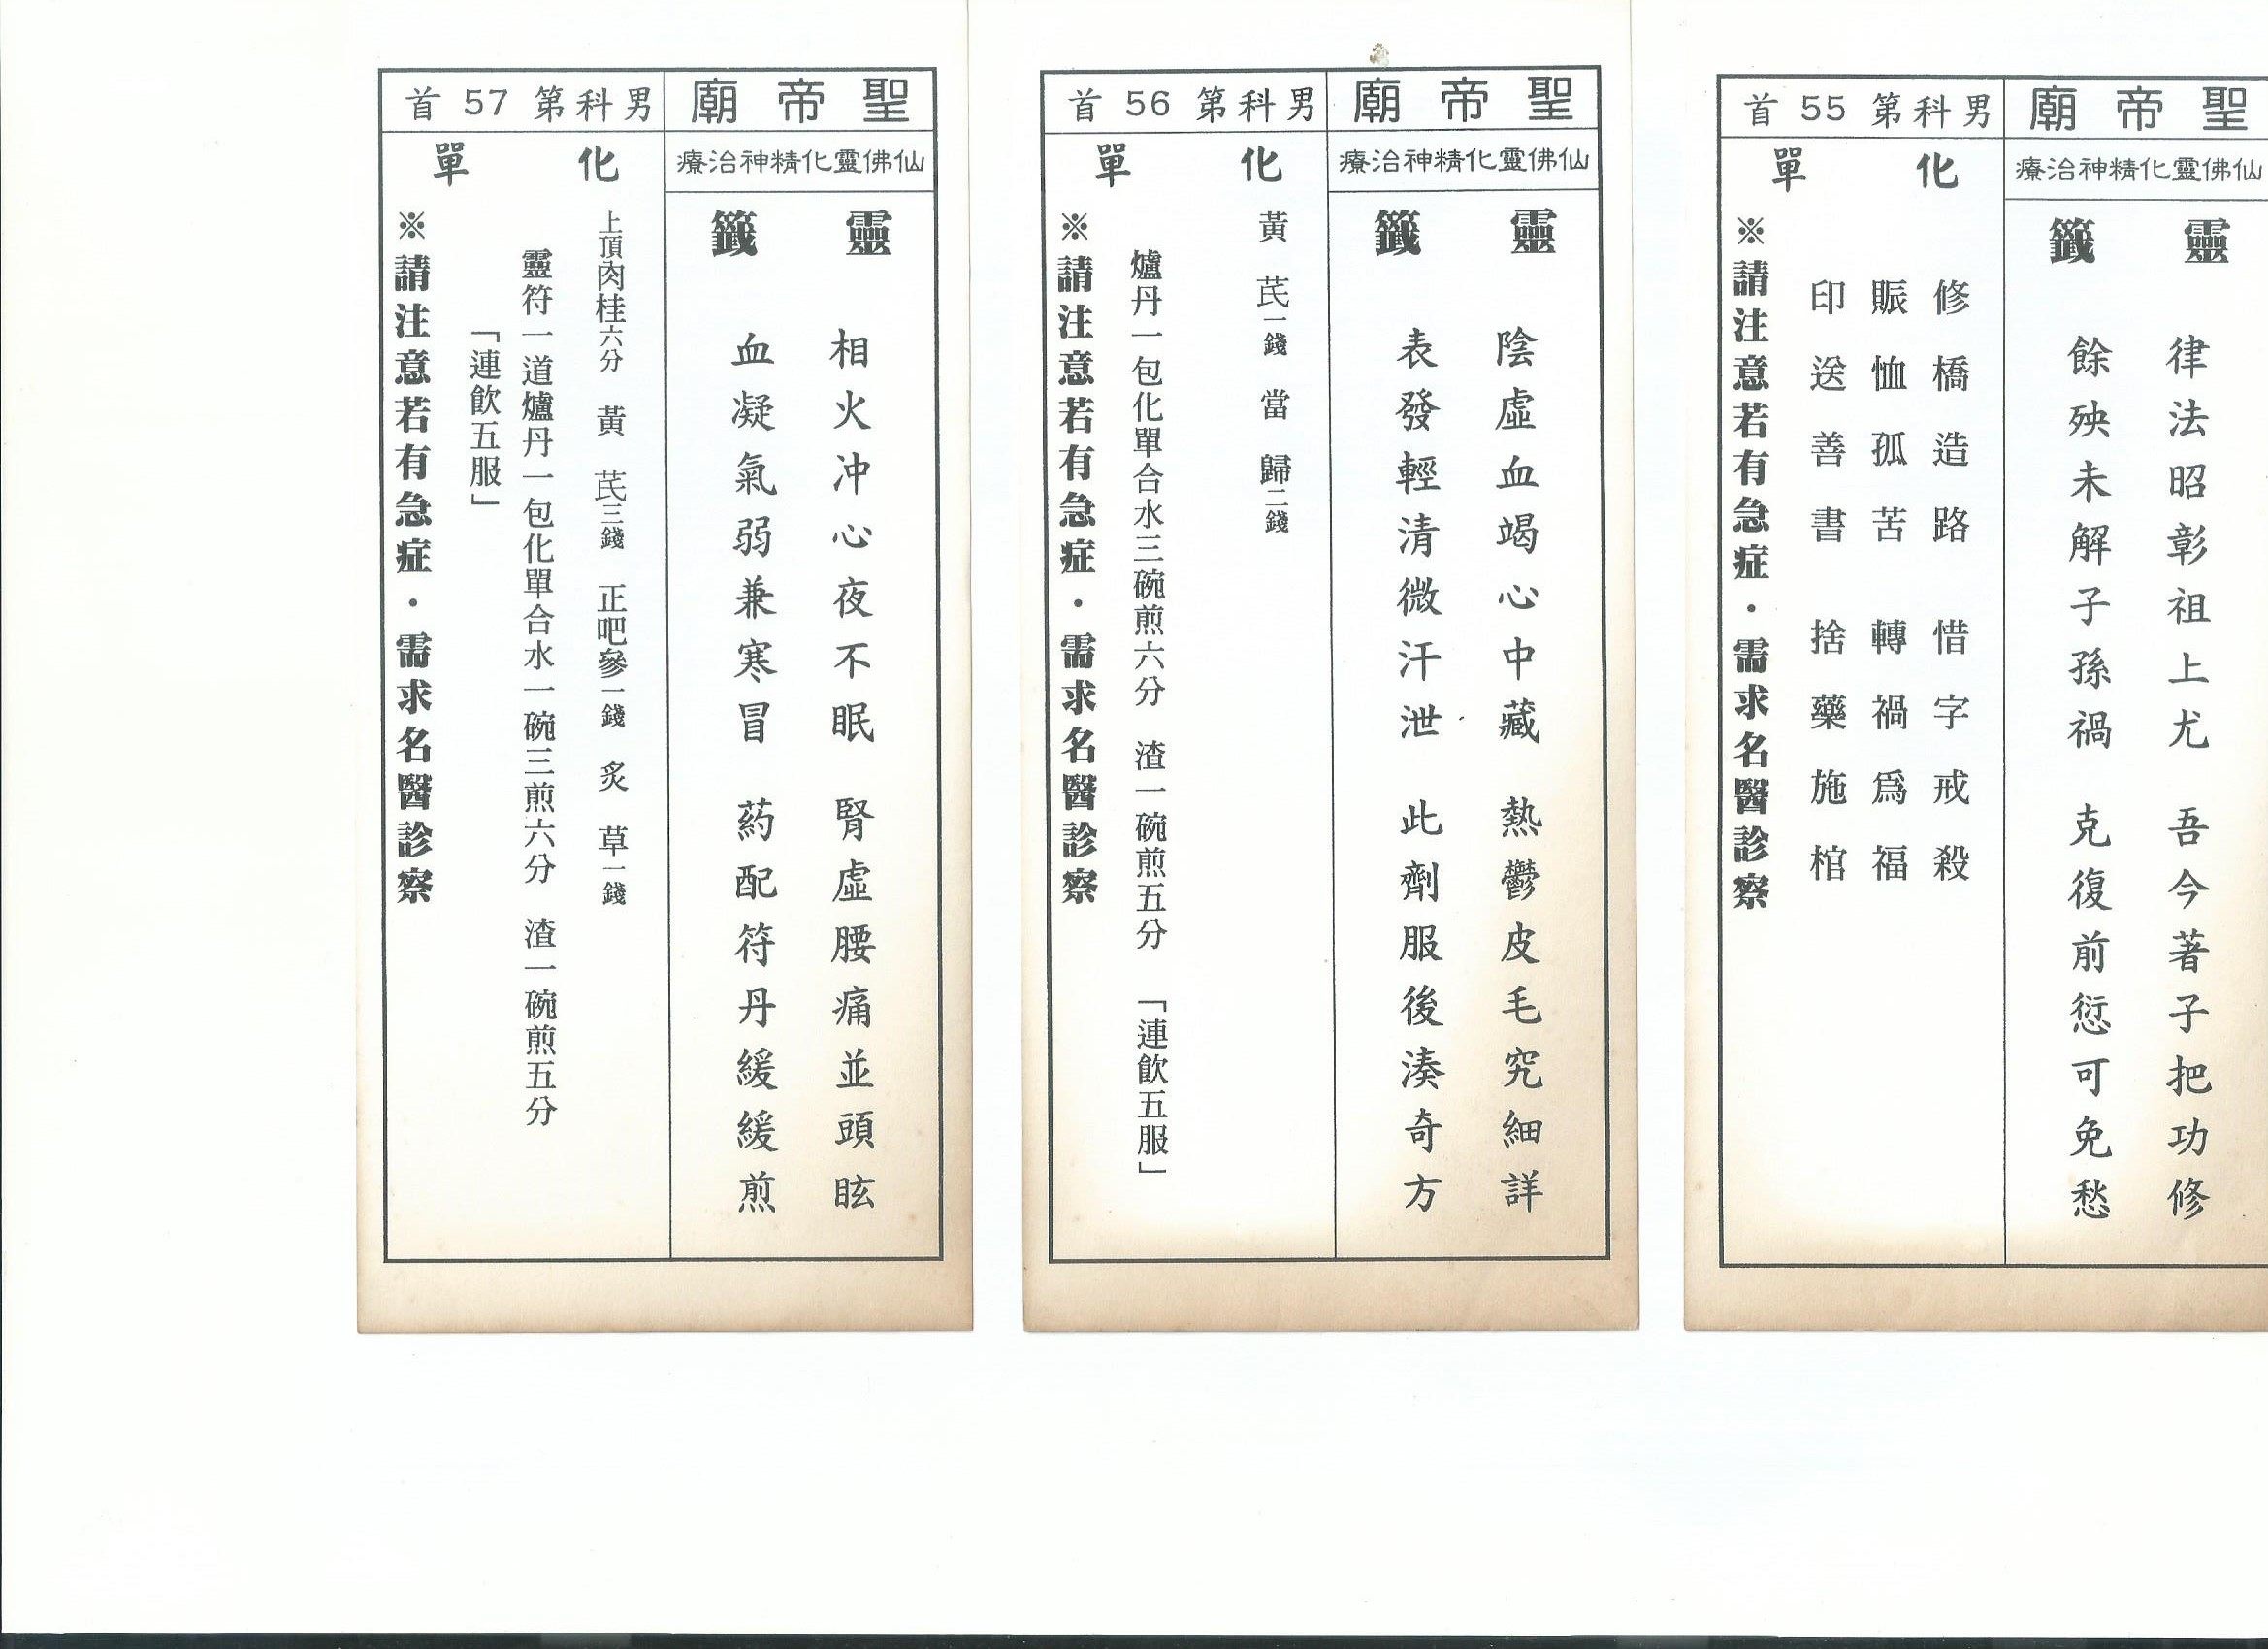 聖帝廟
男科第55首
仙佛靈化精神治療
靈籤
律法昭彰祖上尤　吾今著子把功修
餘殃未解子孫禍　克復前愆可免愁
化單
修橋造路　惜字戒殺
賑恤孤苦　轉禍爲福
印送善書　捨藥施棺
※請注意若有急症・需求名醫診察
聖帝廟
男科第56首
仙佛靈化精神治療
靈籤
陰虛血竭心中藏　熱鬱皮毛究細詳
表發輕清微汗泄　此劑服後湊奇方
化單
黃芪一錢　當歸二錢
爐丹一包化單合水三碗煎六分　渣一碗煎五分　「連飲五服」
※請注意若有急症・需求名醫診察
聖帝廟
男科第57首
仙佛靈化精神治療
靈籤
相火冲心夜不眠　腎虛腰痛並頭眩
血凝氣弱兼寒冒　葯配符丹緩緩煎
化單
上頂肉桂六分　黃芪三錢　正吧參一錢　炙草一錢
靈符一道爐丹一包化單合水一碗三煎六分　渣一碗煎五分
「連飲五服」
※請注意若有急症・需求名醫診察